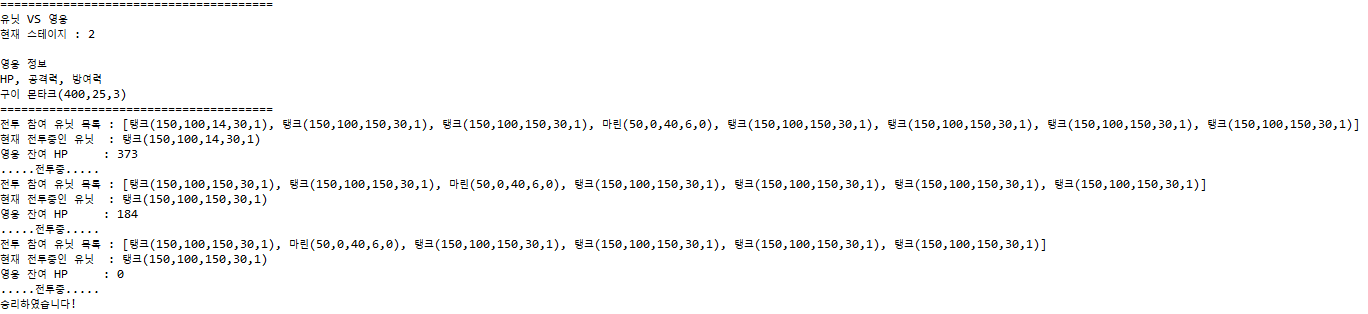 =======================================
유닛 VS 영웅
현재 스테이지 : 2
영웅 정보
HP, 공격력, 방여력
구이 몬타크(400,25,3)
=======================================
전투 참여 유닛 목록 : [탱크(150,100,14,30,1), 탱크(150,100,150,30,1), 탱크(150,100,150,30,1), 마린(50,0,40,6,0), 탱크(150,100,150,30,1), 탱크(150,100,150,30,1), 탱크(150,100,150,30,1), 탱크(150,100,150,30,1)]
현재 전투중인 유닛  : 탱크(150,100,14,30,1)
영웅 잔여 HP     : 373
.....전투중.....
전투 참여 유닛 목록 : [탱크(150,100,150,30,1), 탱크(150,100,150,30,1), 마린(50,0,40,6,0), 탱크(150,100,150,30,1), 탱크(150,100,150,30,1), 탱크(150,100,150,30,1), 탱크(150,100,150,30,1)]
현재 전투중인 유닛  : 탱크(150,100,150,30,1)
영웅 잔여 HP     : 184
.....전투중.....
전투 참여 유닛 목록 : [탱크(150,100,150,30,1), 마린(50,0,40,6,0), 탱크(150,100,150,30,1), 탱크(150,100,150,30,1), 탱크(150,100,150,30,1), 탱크(150,100,150,30,1)]
현재 전투중인 유닛  : 탱크(150,100,150,30,1)
영웅 잔여 HP     : 0
.....전투중.....
승리하였습니다!